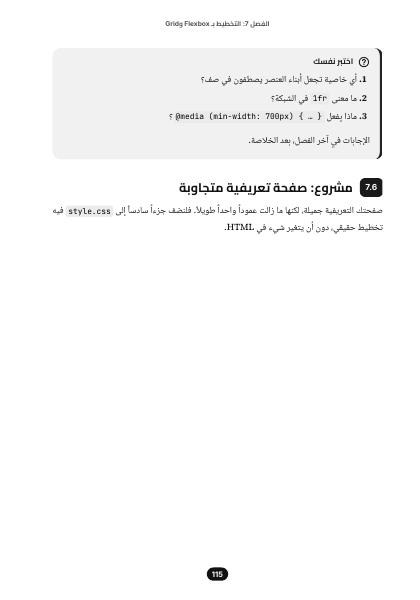 الفصل 7: التخطيط بـ Flexbox وGrid
اختبر نفسك
1. أي خاصية تجعل أبناء العنصر يصطفون في صف؟
2. ما معنى 1fr في الشبكة؟
3. ماذا يفعل @media (min-width: 700px) { … } ؟
الإجابات في آخر الفصل، بعد الخلاصة.
7.6 مشروع: صفحة تعريفية متجاوبة
صفحتك التعريفية جميلة، لكنها ما زالت عموداً واحداً طويلاً. فلنضف جزءاً سادساً إلى style.css فيه
تخطيط حقيقي، دون أن يتغير شيء في HTML.
115